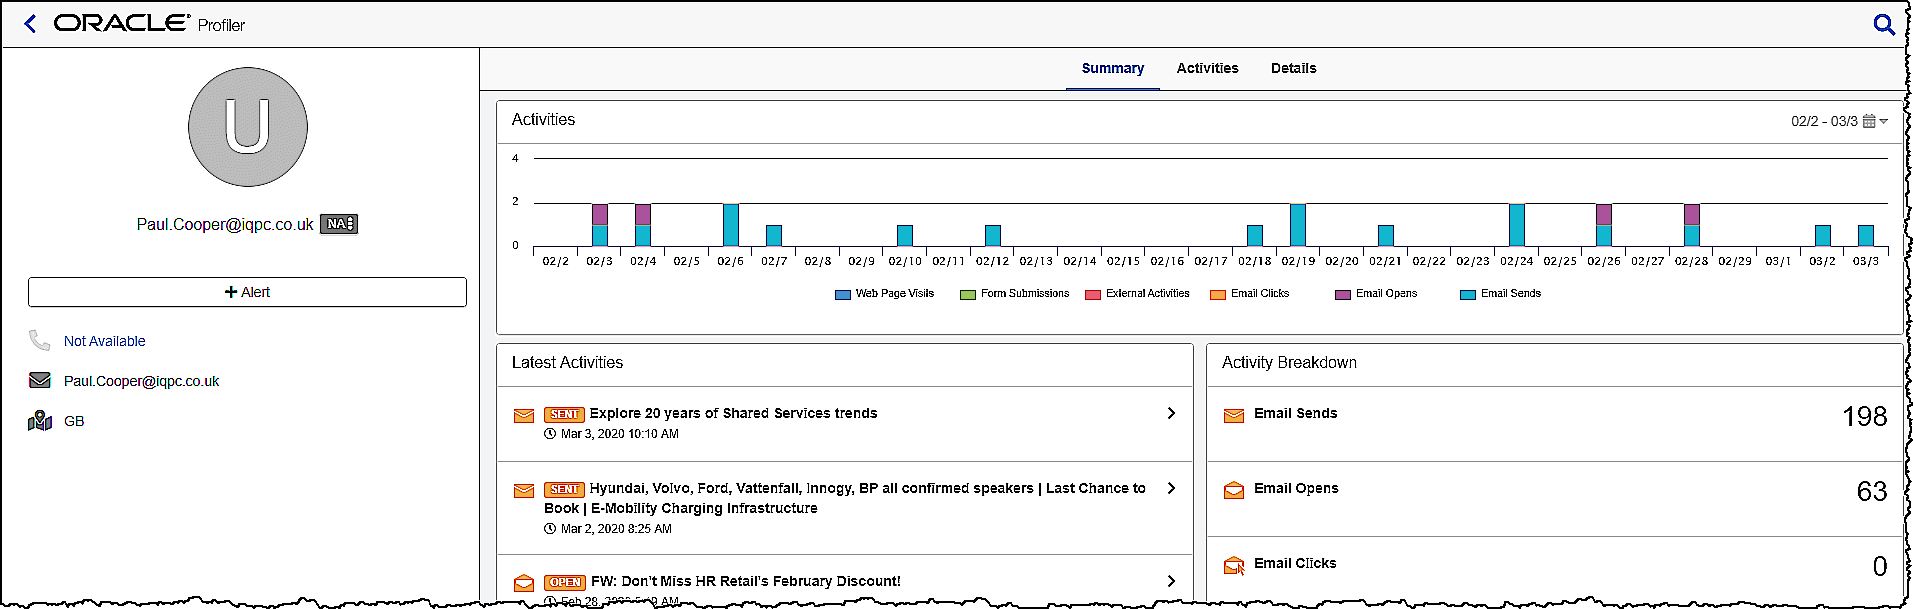 ORACLE Profiler
Summary Activities Details
U
Paul.Cooper@iqpc.co.uk NA
+ Alert
Not Available
Paul.Cooper@iqpc.co.uk
GB
Activities
02/2 - 03/3
4
2
0
02/2 02/3 02/4 02/5 02/6 02/7 02/8 02/9 02/10 02/11 02/12 02/13 02/14 02/15 02/16 02/17 02/18 02/19 02/20 02/21 02/22 02/23 02/24 02/25 02/26 02/27 02/28 02/29 03/1 03/2 03/3
Web Page Visits Form Submissions External Activities Email Clicks Email Opens Email Sends
Latest Activities
SENT Explore 20 years of Shared Services trends
Mar 3, 2020 10:10 AM
SENT Hyundai, Volvo, Ford, Vattenfall, Innogy, BP all confirmed speakers | Last Chance to
Book | E-Mobility Charging Infrastructure
Mar 2, 2020 8:25 AM
OPEN FW: Don't Miss HR Retail's February Discount!
Feb 28, AM
Activity Breakdown
Email Sends 198
Email Opens 63
Email Clicks 0